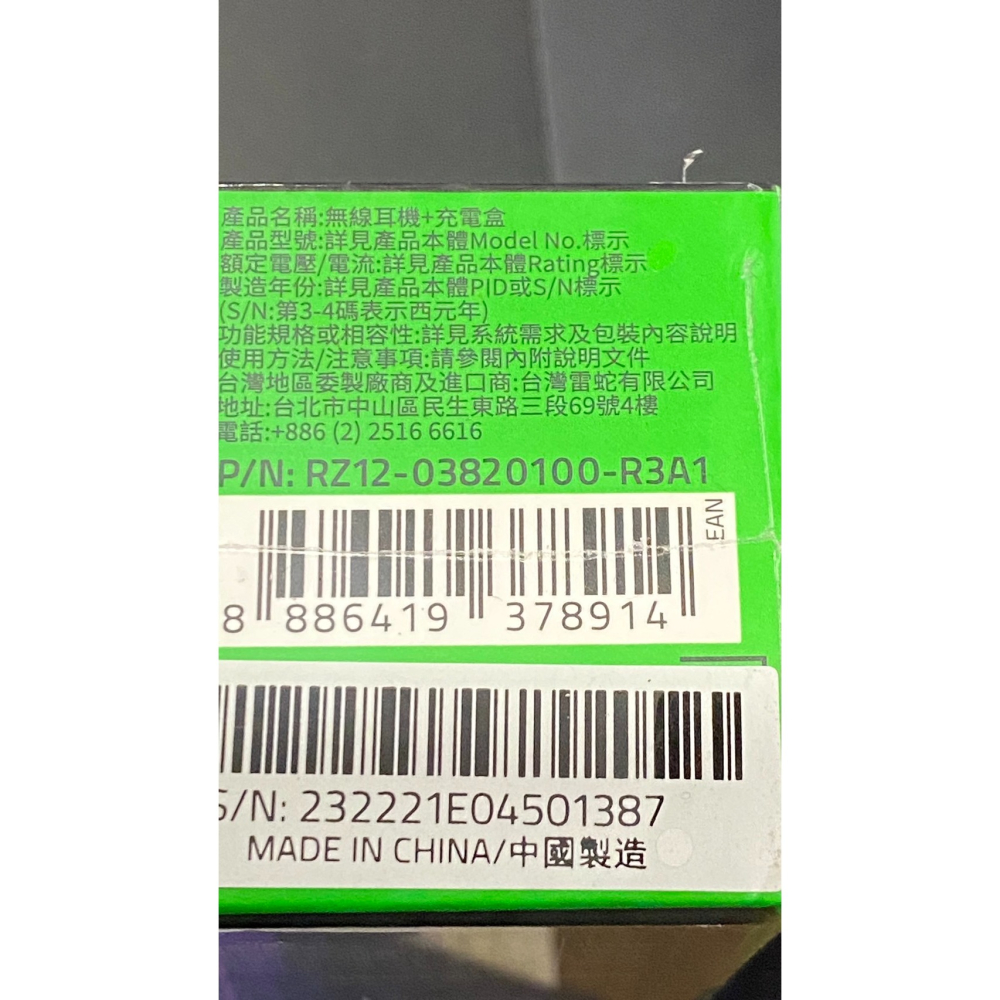 產品名稱:無線耳機+充電盒
產品型號:詳見產品本體Model No.標示
額定電壓/電流:詳見產品本體Rating標示
製造年份:詳見產品本體PID或S/N標示
(S/N:第3-4碼表示西元年)
功能規格或相容性:詳見系統需求及包裝內容說明
使用方法/注意事項:請參閱內附說明文件
台灣地區委製廠商及進口商:台灣雷蛇有限公司
地址:台北市中山區民生東路三段69號4樓
電話:+886 (2) 2516 6616
P/N: RZ12-03820100-R3A1
EAN
8 886419 378914
S/N: 232221E04501387
MADE IN CHINA/中國製造